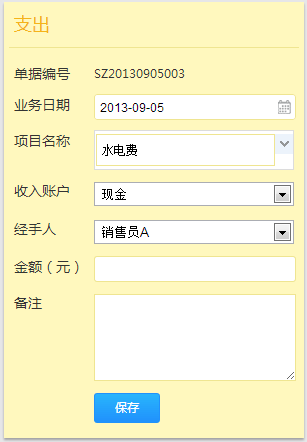 支出
单据编号 SZ20130905003
业务日期 2013-09-05
项目名称 水电费
收入账户 现金
经手人 销售员A
金额（元）
备注
保存